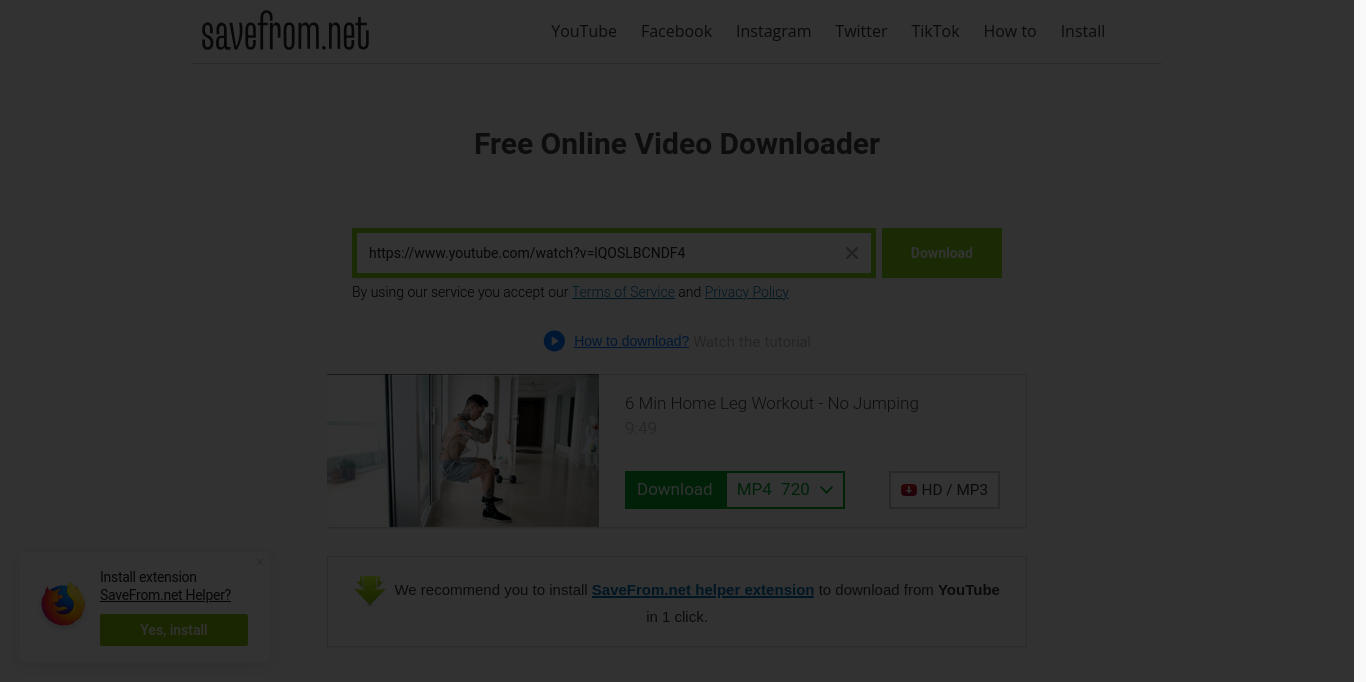 savefrom.net
YouTube Facebook Instagram Twitter TikTok How to Install
Free Online Video Downloader
https://www.youtube.com/watch?v=lQOSLBCNDF4
Download
By using our service you accept our Terms of Service and Privacy Policy
How to download? Watch the tutorial
6 Min Home Leg Workout - No Jumping
9:49
Download MP4 720
HD / MP3
Install extension
SaveFrom.net Helper?
Yes, install
We recommend you to install SaveFrom.net helper extension to download from YouTube
in 1 click.